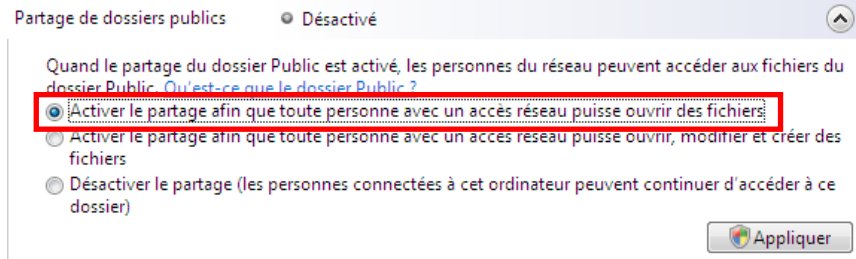 Partage de dossiers publics Désactivé
Quand le partage du dossier Public est activé, les personnes du réseau peuvent accéder aux fichiers du
dossier Public. Qu'est-ce que le dossier Public ?
Activer le partage afin que toute personne avec un accès réseau puisse ouvrir des fichiers
Activer le partage afin que toute personne avec un accès réseau puisse ouvrir, modifier et créer des
fichiers
Désactiver le partage (les personnes connectées à cet ordinateur peuvent continuer d'accéder à ce
dossier)
Appliquer